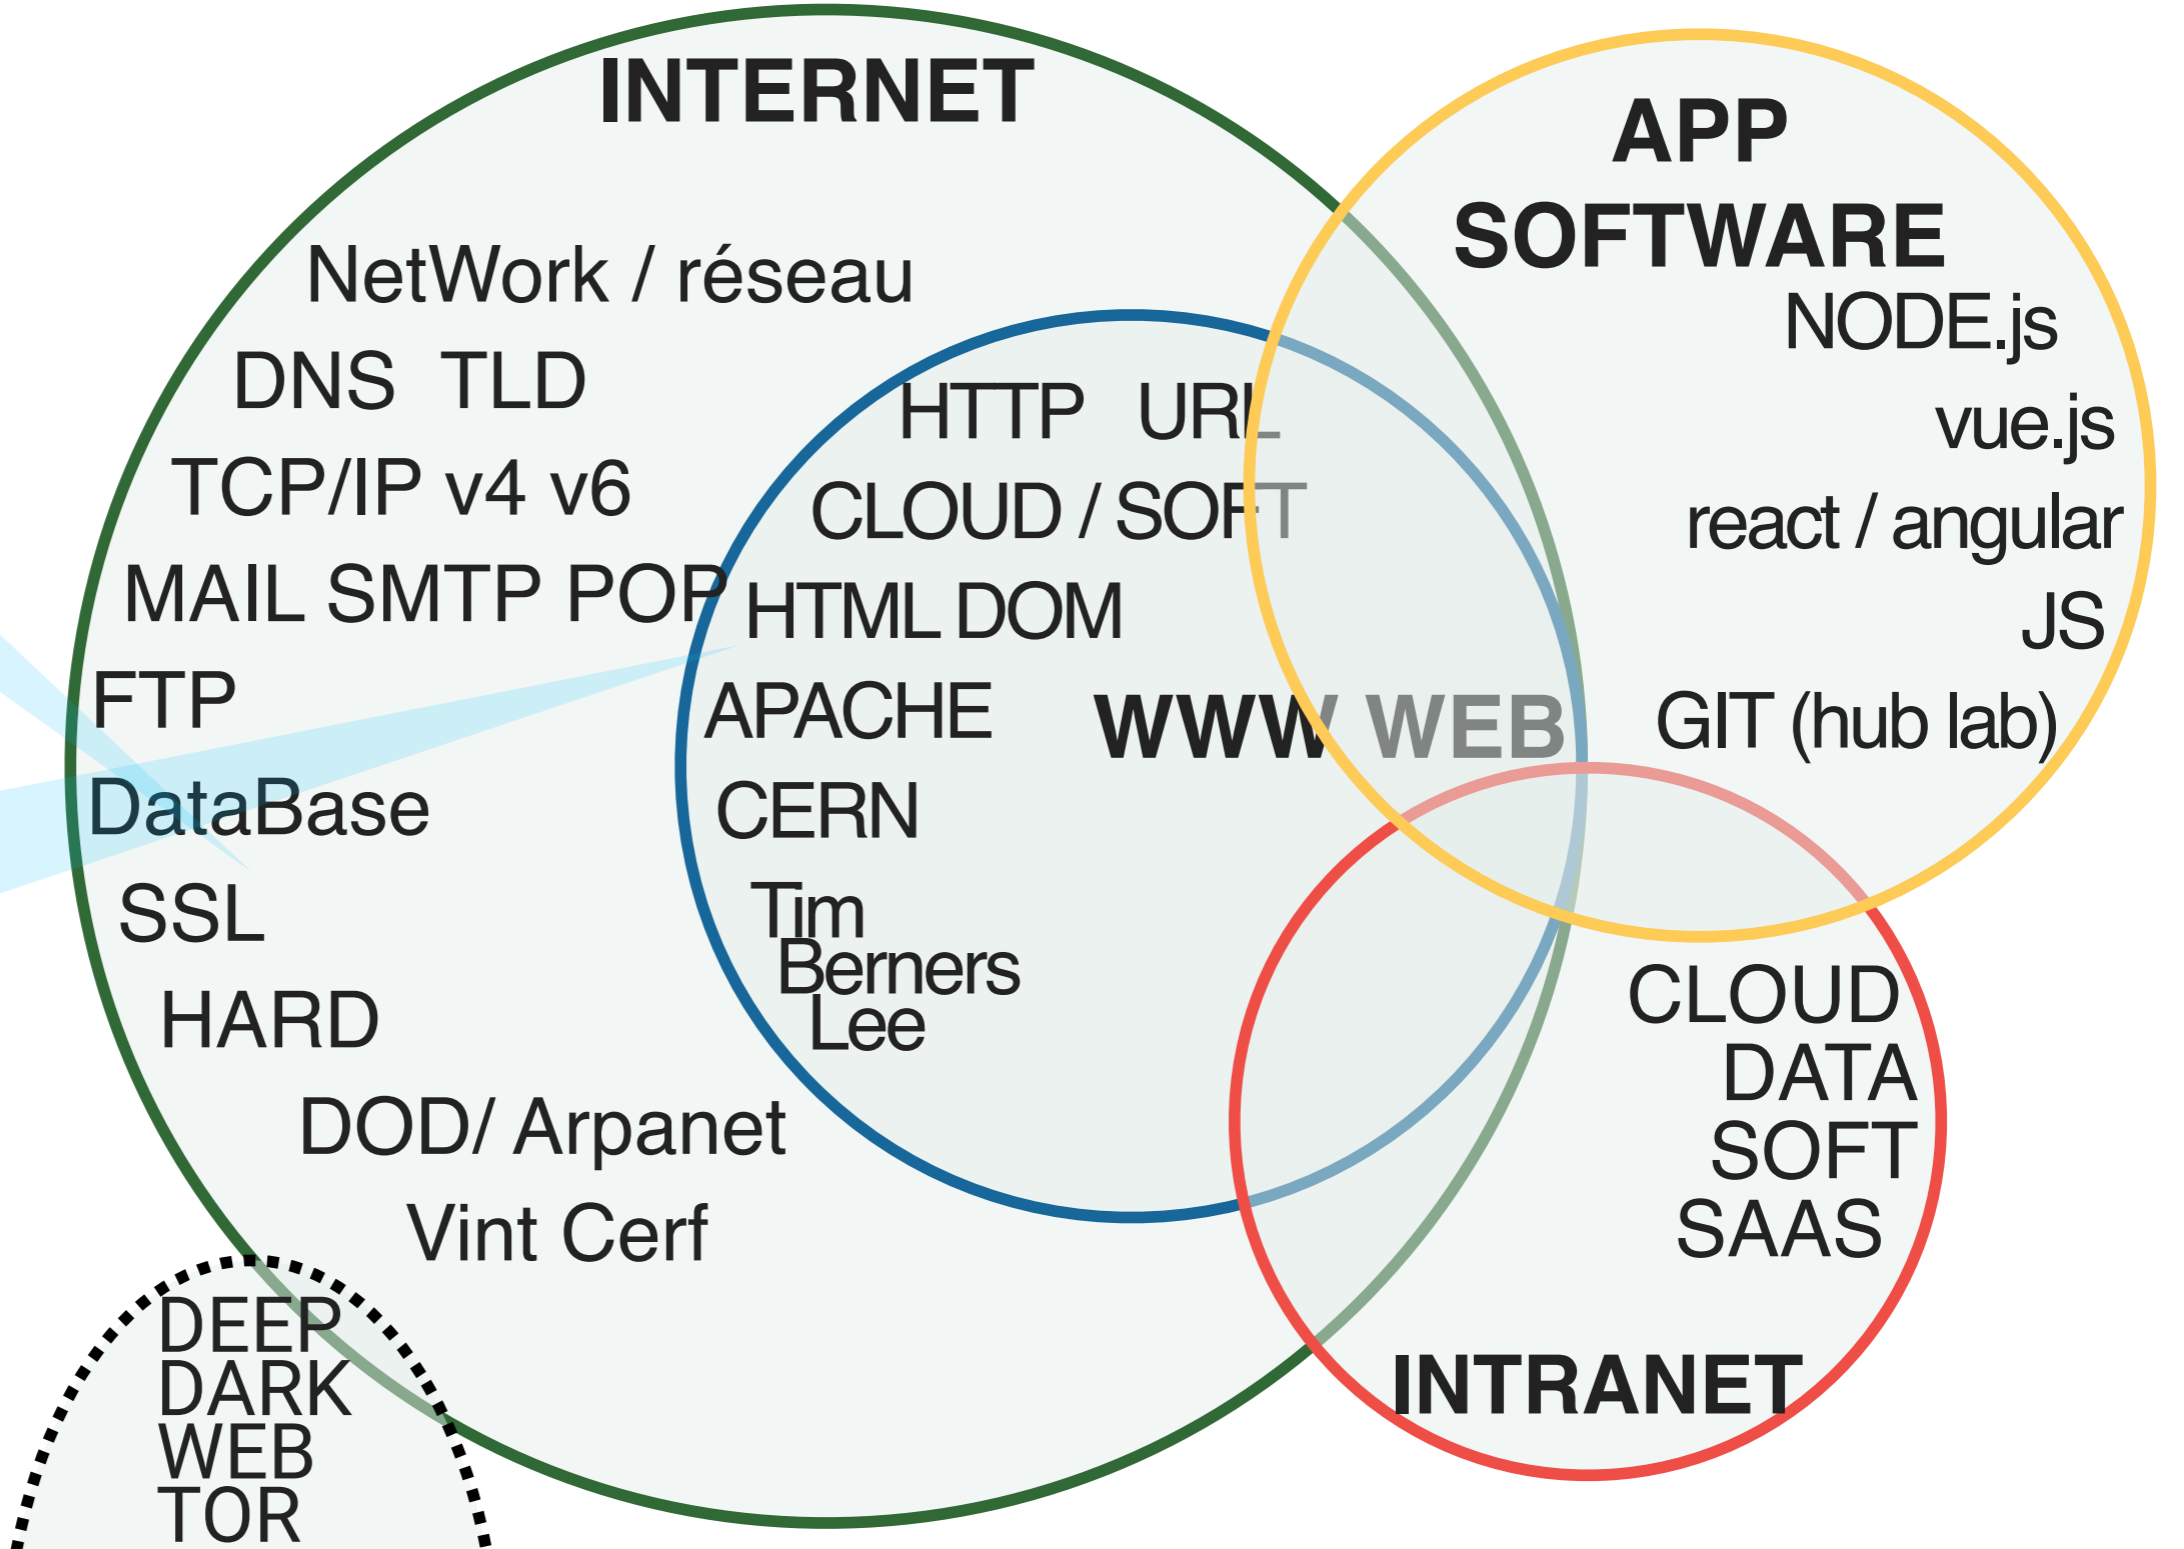 INTERNET
NetWork / réseau
DNS TLD
TCP/IP v4 v6
MAIL SMTP POP
FTP
DataBase
SSL
HARD
DOD/ Arpanet
Vint Cerf
DEEP
DARK
WEB
TOR
HTTP URL
CLOUD / SOFT
HTML DOM
APACHE
WWW WEB
CERN
Tim
Berners
Lee
APP
SOFTWARE
NODE.js
vue.js
react / angular
JS
GIT (hub lab)
CLOUD
DATA
SOFT
SAAS
INTRANET